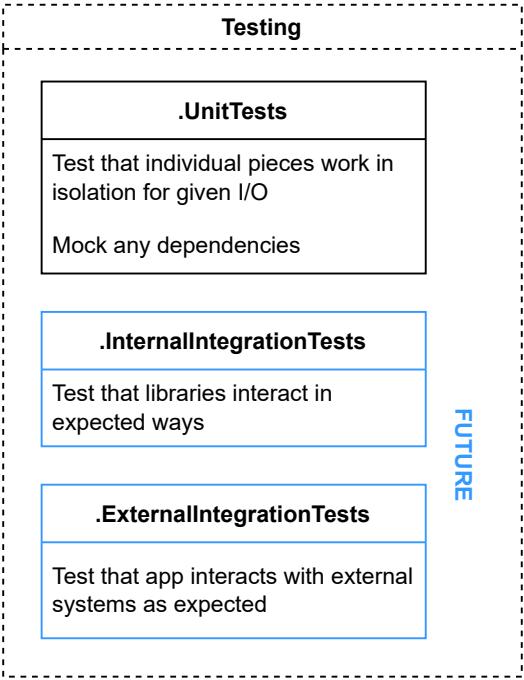 Testing
.UnitTests
Test that individual pieces work in
isolation for given I/O
Mock any dependencies
.InternalIntegrationTests
Test that libraries interact in
expected ways
FUTURE
.ExternalIntegrationTests
Test that app interacts with external
systems as expected